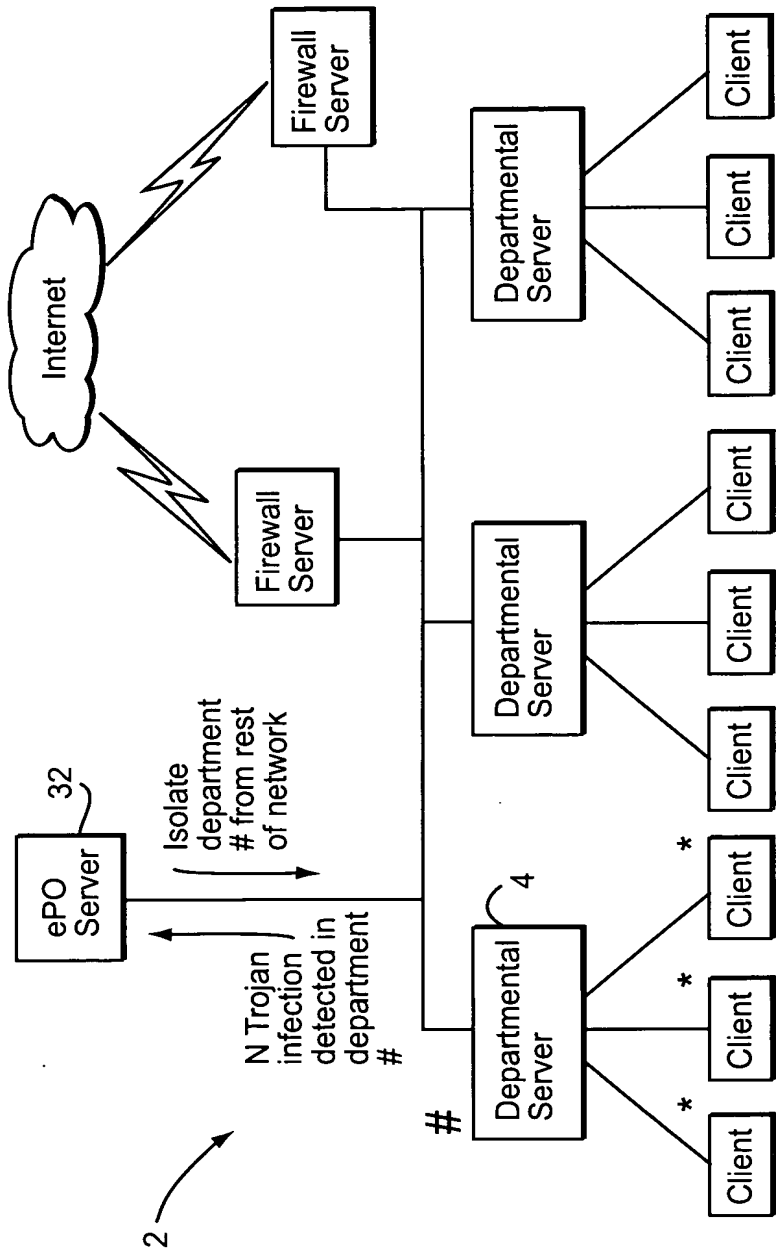 Internet
ePO
Server
32
Firewall
Server
Firewall
Server
Isolate
department
# from rest
of network
N Trojan
infection
detected in
department
#
2
#
4
Departmental
Server
Departmental
Server
Departmental
Server
*
*
*
Client
Client
Client
Client
Client
Client
Client
Client
Client